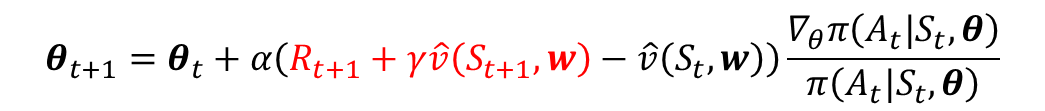 θ_{t+1} = θ_t + α(R_{t+1} + γv̂(S_{t+1}, w) − v̂(S_t, w)) ∇_θπ(A_t|S_t, θ) / π(A_t|S_t, θ)